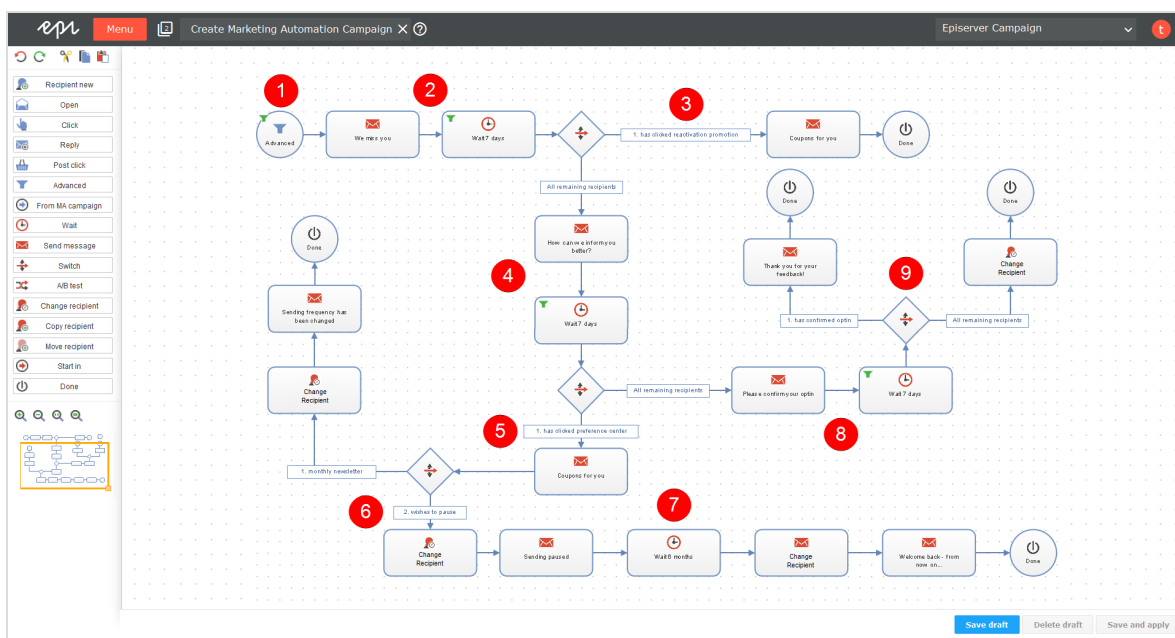 epi
Menu
2
Create Marketing Automation Campaign
Episerver Campaign
t
Recipient new
Open
Click
Reply
Post click
Advanced
From MA campaign
Wait
Send message
Switch
A/B test
Change recipient
Copy recipient
Move recipient
Start in
Done
1
Advanced
We miss you
2
Wait 7 days
3
1. has clicked reactivation promotion
Coupons for you
Done
All remaining recipients
How can we inform you
better?
4
Wait 7 days
Done
Sending frequency has
been changed
Change
Recipient
Done
Thank you for your
feedback!
Done
Change
Recipient
9
1. has confirmed optin
All remaining recipients
All remaining recipients
Please confirm your optin
8
Wait 7 days
5
1. has clicked preference center
Coupons for you
1. monthly newsletter
6
2. wishes to pause
Change
Recipient
Sending paused
7
Wait 6 months
Change
Recipient
Welcome back - from
now on...
Done
Save draft
Delete draft
Save and apply